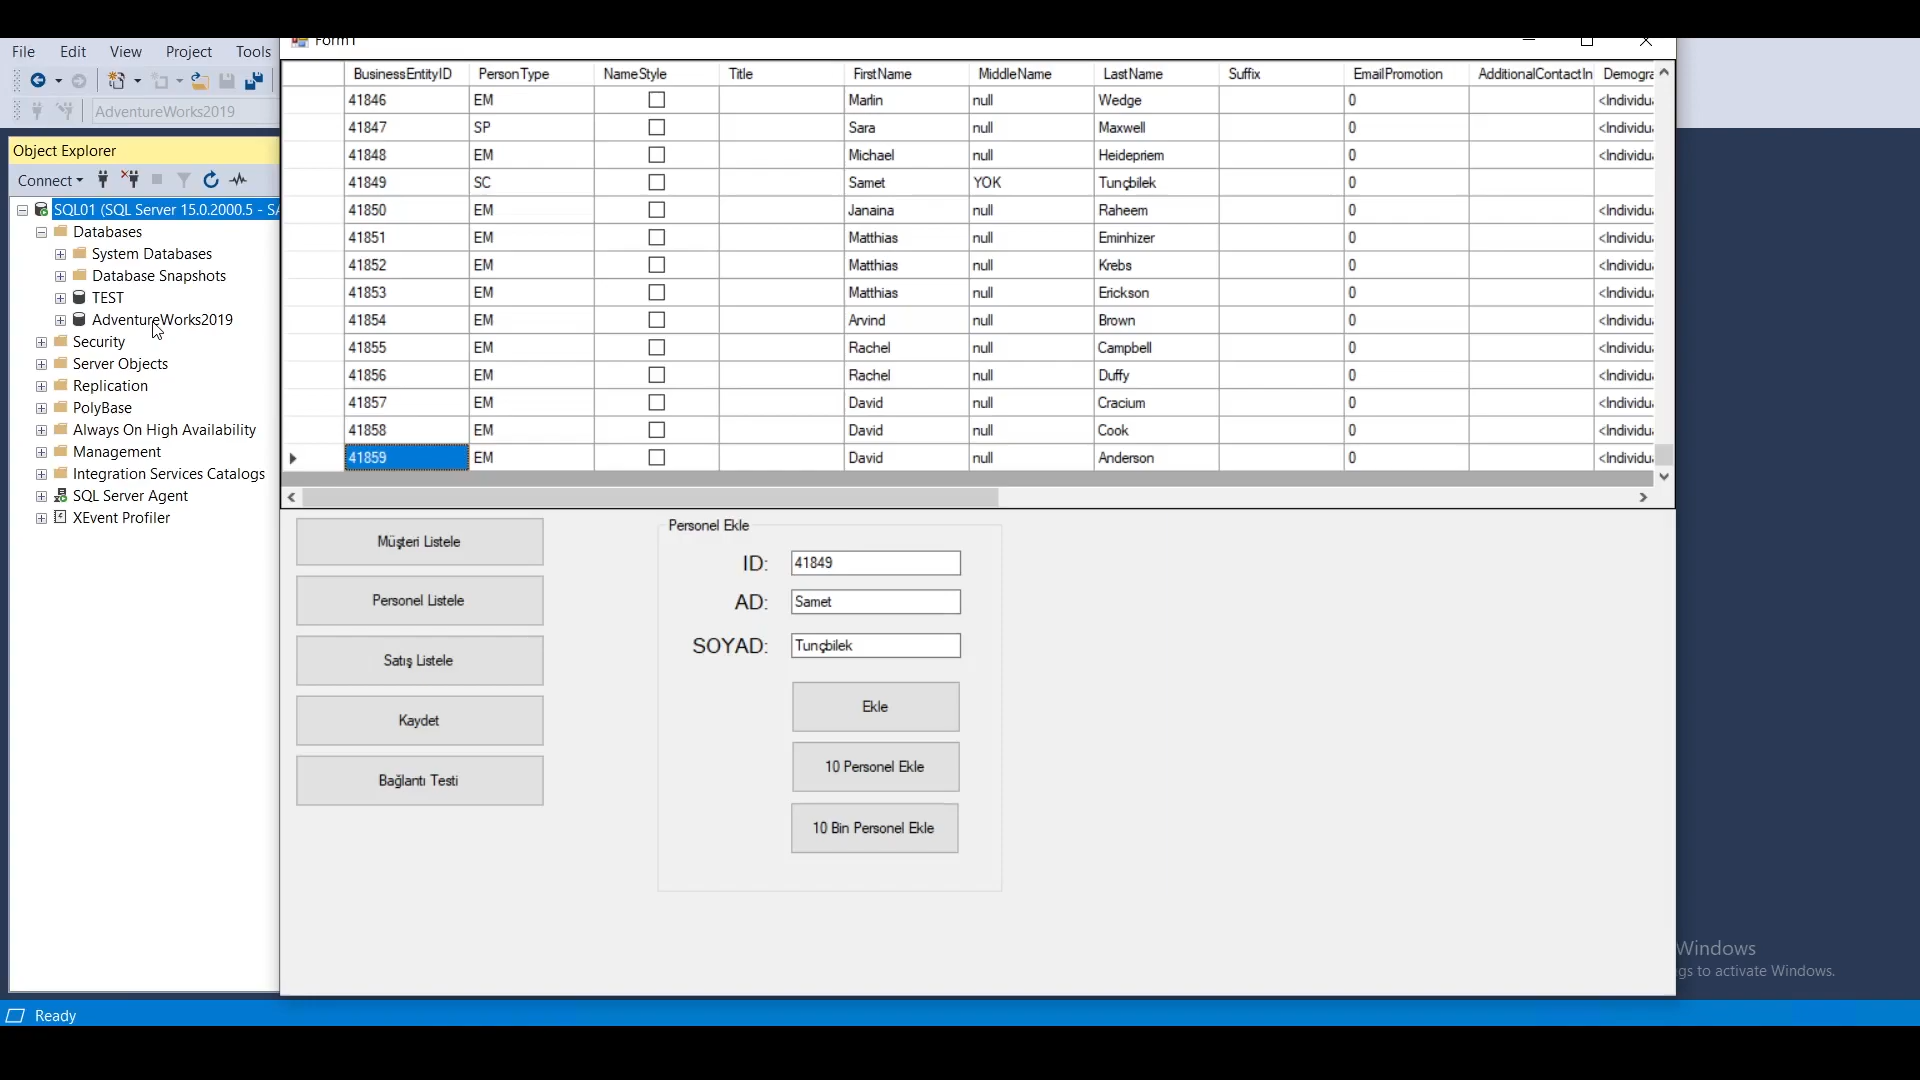 File Edit View Project Tools
Form1
AdventureWorks2019
Object Explorer
Connect
SQL01 (SQL Server 15.0.2000.5 - SA
Databases
System Databases
Database Snapshots
TEST
AdventureWorks2019
Security
Server Objects
Replication
PolyBase
Always On High Availability
Management
Integration Services Catalogs
SQL Server Agent
XEvent Profiler
BusinessEntityID PersonType NameStyle Title FirstName MiddleName LastName Suffix EmailPromotion AdditionalContactIn Demogra
41846 EM Marlin null Wedge 0 <Individu
41847 SP Sara null Maxwell 0 <Individu
41848 EM Michael null Heidepriem 0 <Individu
41849 SC Samet YOK Tunçbilek 0
41850 EM Janaina null Raheem 0 <Individu
41851 EM Matthias null Eminhizer 0 <Individu
41852 EM Matthias null Krebs 0 <Individu
41853 EM Matthias null Erickson 0 <Individu
41854 EM Arvind null Brown 0 <Individu
41855 EM Rachel null Campbell 0 <Individu
41856 EM Rachel null Duffy 0 <Individu
41857 EM David null Cracium 0 <Individu
41858 EM David null Cook 0 <Individu
41859 EM David null Anderson 0 <Individu
Müşteri Listele
Personel Listele
Satış Listele
Kaydet
Bağlantı Testi
Personel Ekle
ID: 41849
AD: Samet
SOYAD: Tunçbilek
Ekle
10 Personel Ekle
10 Bin Personel Ekle
Windows
gs to activate Windows.
Ready